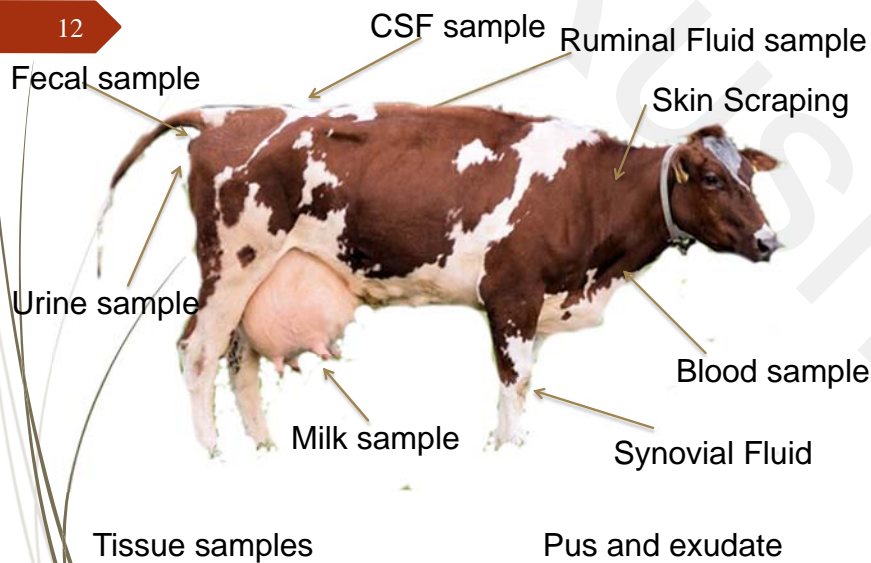 12
CSF sample
Ruminal Fluid sample
Fecal sample
Skin Scraping
Urine sample
Blood sample
Milk sample
Synovial Fluid
Tissue samples
Pus and exudate